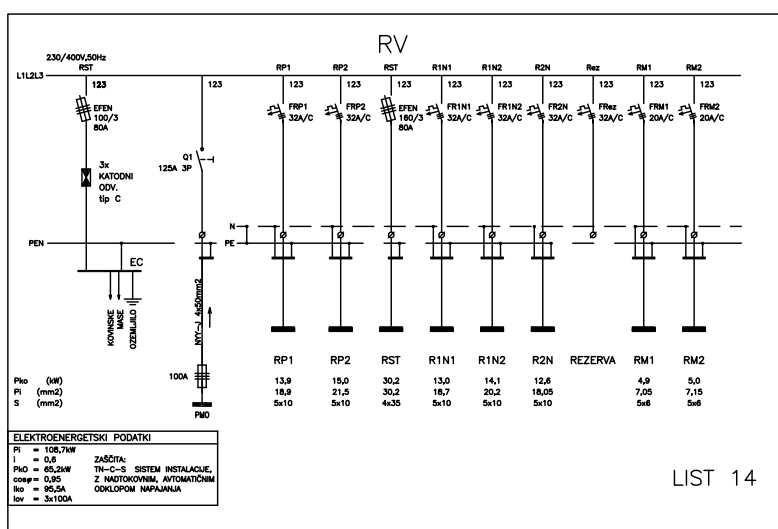 RV
230/400V,50Hz
RST RP1 RP2 RST R1N1 R1N2 R2N Rez RM1 RM2
L1L2L3
123 123 123 123 123 123 123 123 123 123 123
EFEN
100/3
80A
FRP1
32A/C
FRP2
32A/C
EFEN
160/3
80A
FR1N1
32A/C
FR1N2
32A/C
FR2N
32A/C
FRez
32A/C
FRM1
20A/C
FRM2
20A/C
Q1
125A 3P
3x
KATODNI
ODV.
tip C
N
PEN
PE
EC
KOVINSKE
MASE
OZEMLJILO
NYY-J 4x50mm2
100A
PMO
RP1 RP2 RST R1N1 R1N2 R2N REZERVA RM1 RM2
Pko (kW) 13,9 15,0 30,2 13,0 14,1 12,6 4,9 5,0
Pi (mm2) 18,9 21,5 30,2 18,7 20,2 18,05 7,05 7,15
S (mm2) 5x10 5x10 4x35 5x10 5x10 5x10 5x6 5x6
ELEKTROENERGETSKI PODATKI
Pi = 108,7kW
i = 0,6 ZAŠČITA:
PkO = 65,2kW TN-C-S SISTEM INSTALACIJE,
cosφ= 0,95 Z NADTOKOVNIM, AVTOMATIČNIM
Iko = 95,5A ODKLOPOM NAPAJANJA
Iov = 3x100A
LIST 14